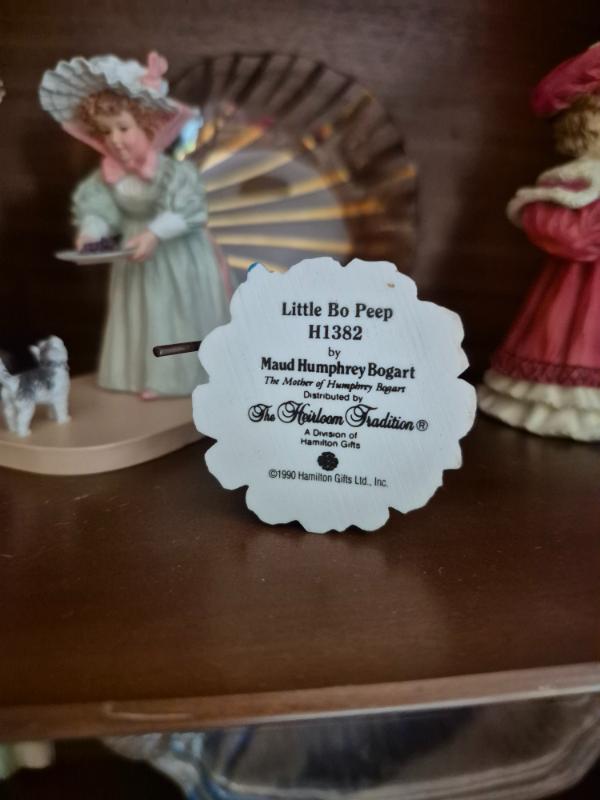 Little Bo Peep
H1382
by
Maud Humphrey Bogart
The Mother of Humphrey Bogart
Distributed by
The Heirloom Tradition®
A Division of
Hamilton Gifts
©1990 Hamilton Gifts Ltd., Inc.